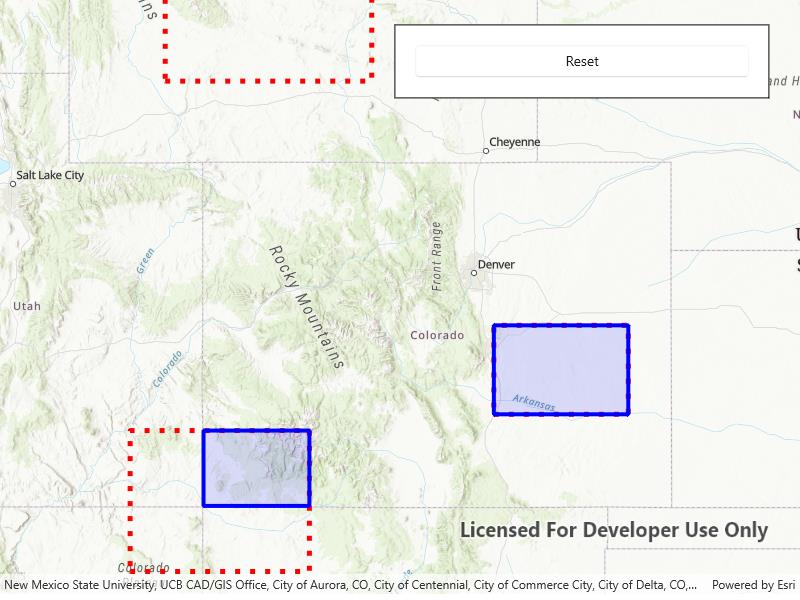 Reset
Cheyenne
Salt Lake City
Green
Front Range
Denver
Rocky Mountains
Utah
Colorado
Colorado
Arkansas
Licensed For Developer Use Only
Colorado
New Mexico State University, UCB CAD/GIS Office, City of Aurora, CO, City of Centennial, City of Commerce City, City of Delta, CO,... Powered by Esri